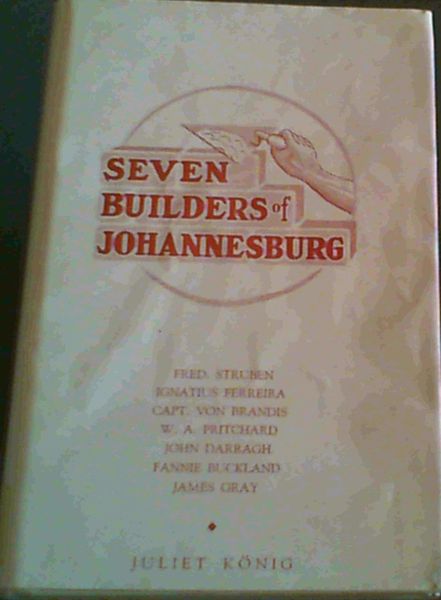 SEVEN
BUILDERS of
JOHANNESBURG
FRED. STRUBEN
IGNATIUS FERREIRA
CAPT. VON BRANDIS
W. A. PRITCHARD
JOHN DARRAGH
FANNIE BUCKLAND
JAMES GRAY
JULIET KÖNIG